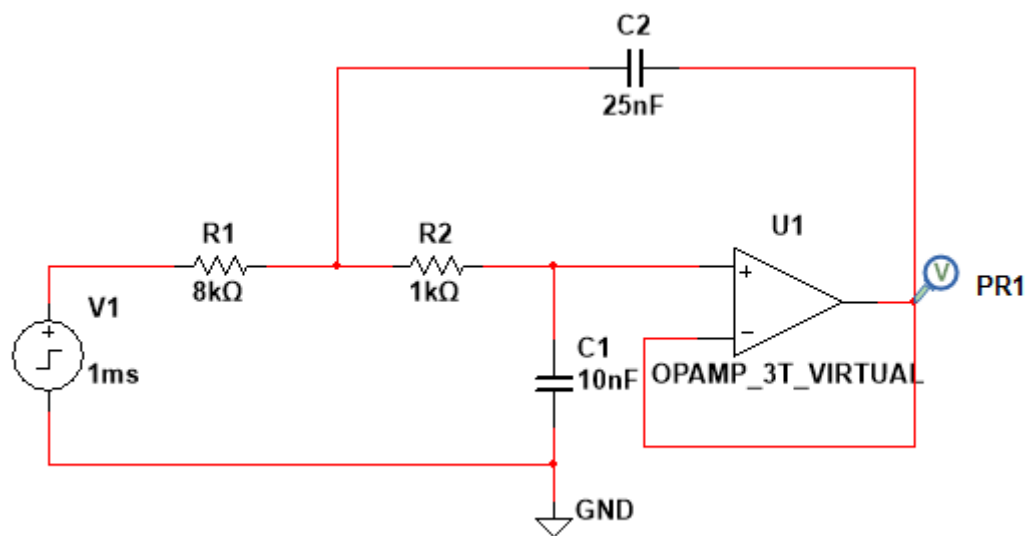 C2
25nF
R1
8kΩ
R2
1kΩ
U1
+
−
V
PR1
V1
+
1ms
C1
10nF
OPAMP_3T_VIRTUAL
GND